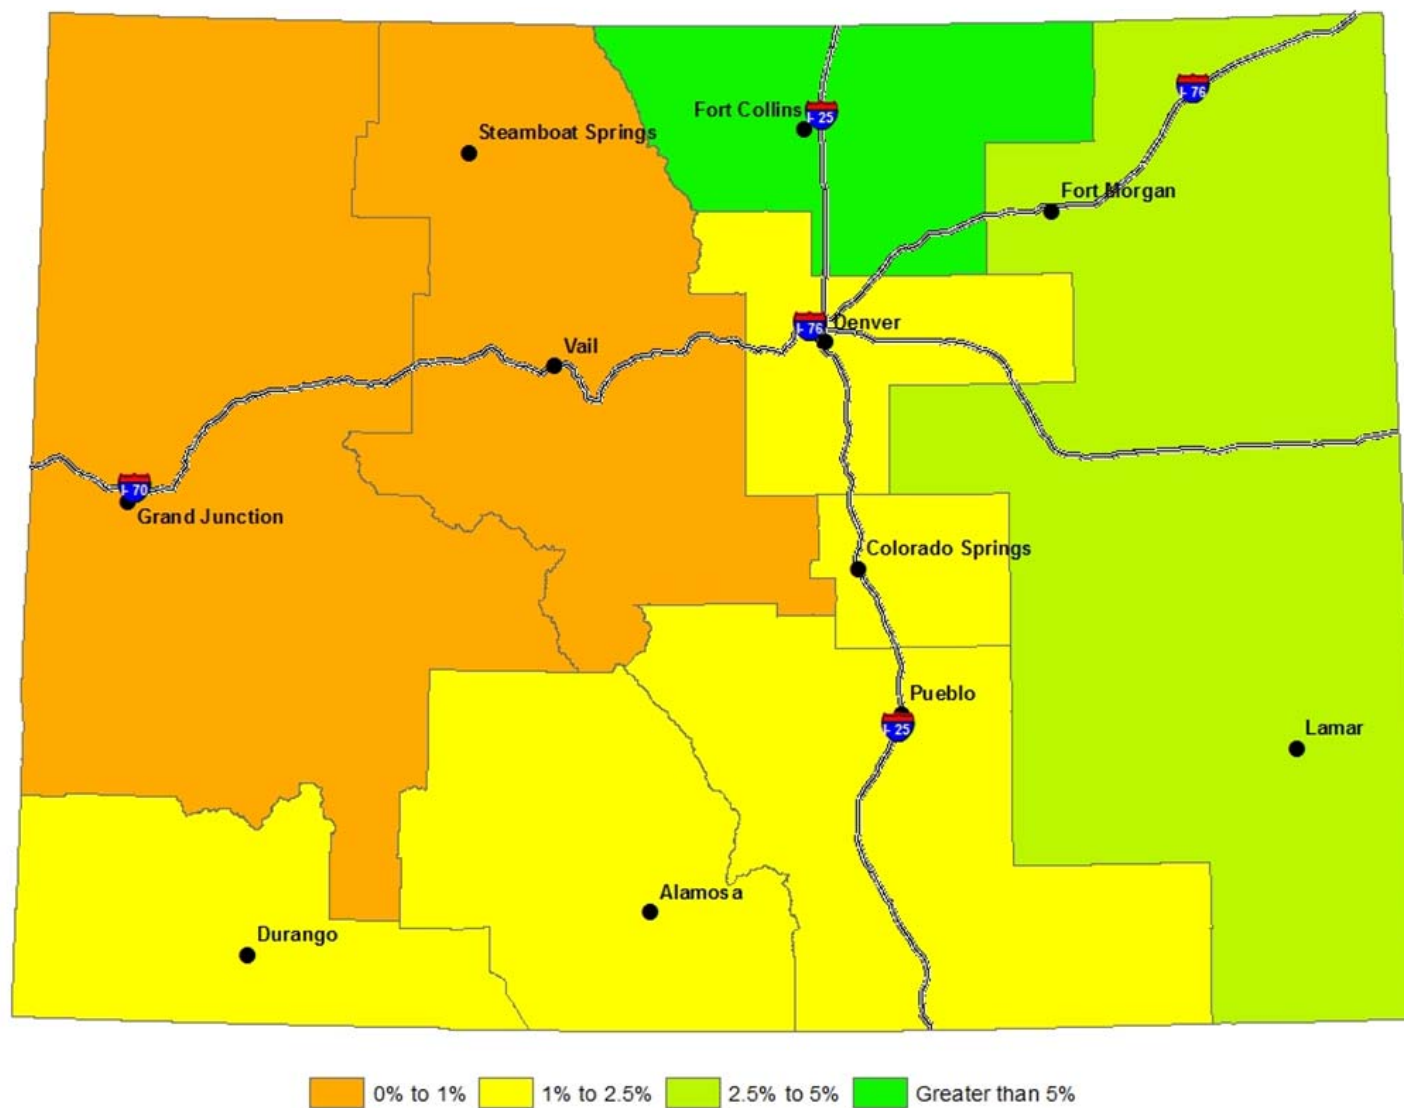 I-76
Fort Collins
I-25
Steamboat Springs
Fort Morgan
I-76
Denver
Vail
I-70
Grand Junction
Colorado Springs
Pueblo
I-25
Lamar
Alamosa
Durango
0% to 1%
1% to 2.5%
2.5% to 5%
Greater than 5%